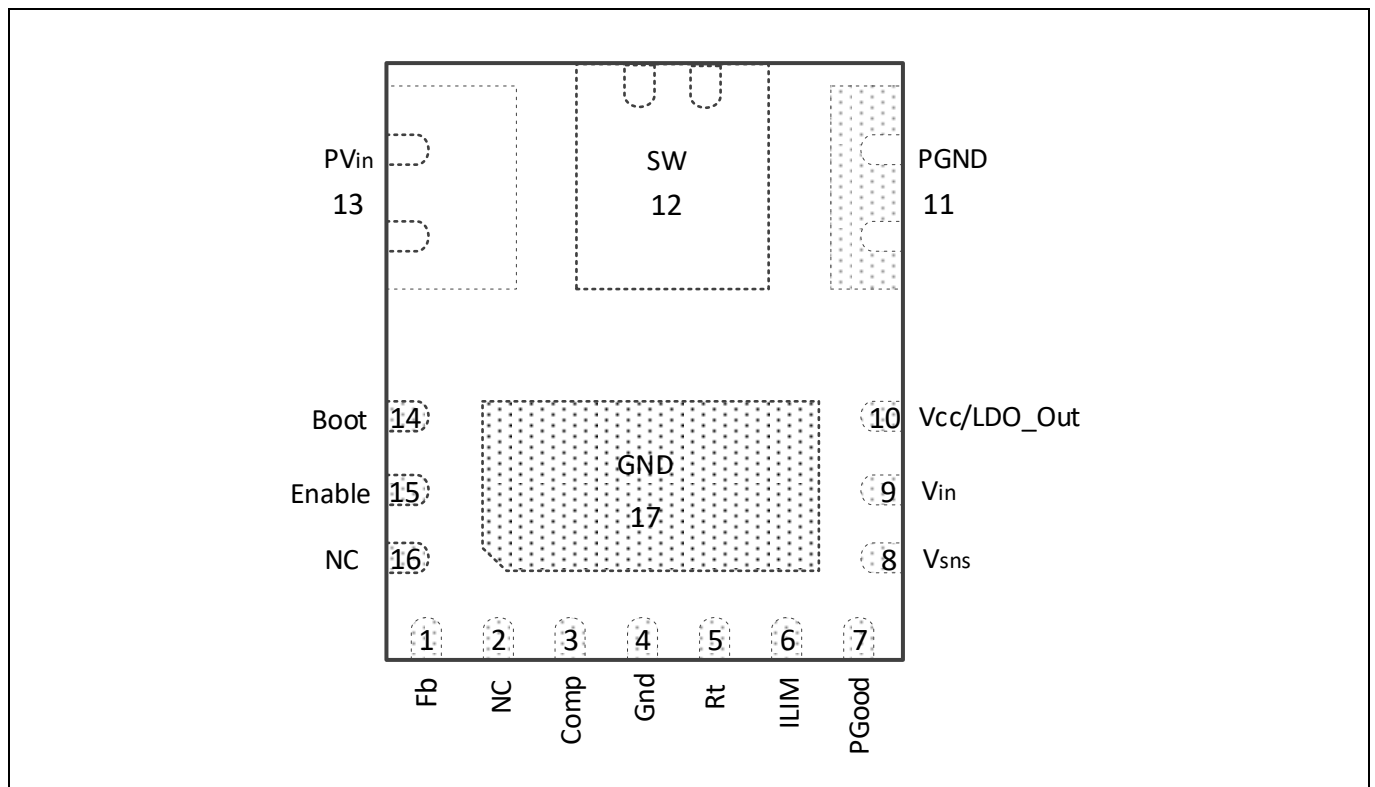 PVin
13
SW
12
PGND
11
Boot 14
10 Vcc/LDO_Out
GND
17
Enable 15
9 Vin
NC 16
8 Vsns
1 2 3 4 5 6 7
Fb
NC
Comp
Gnd
Rt
ILIM
PGood